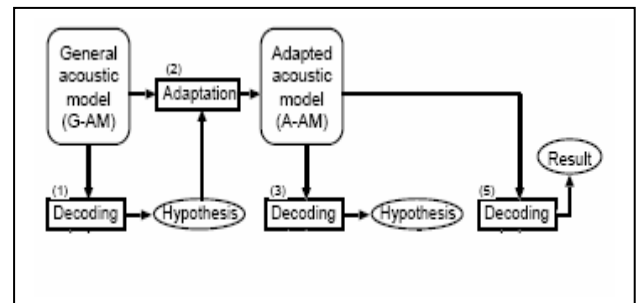 General
acoustic
model
(G-AM)
(2)
Adaptation
Adapted
acoustic
model
(A-AM)
Result
(1)
Decoding
Hypothesis
(3)
Decoding
Hypothesis
(5)
Decoding